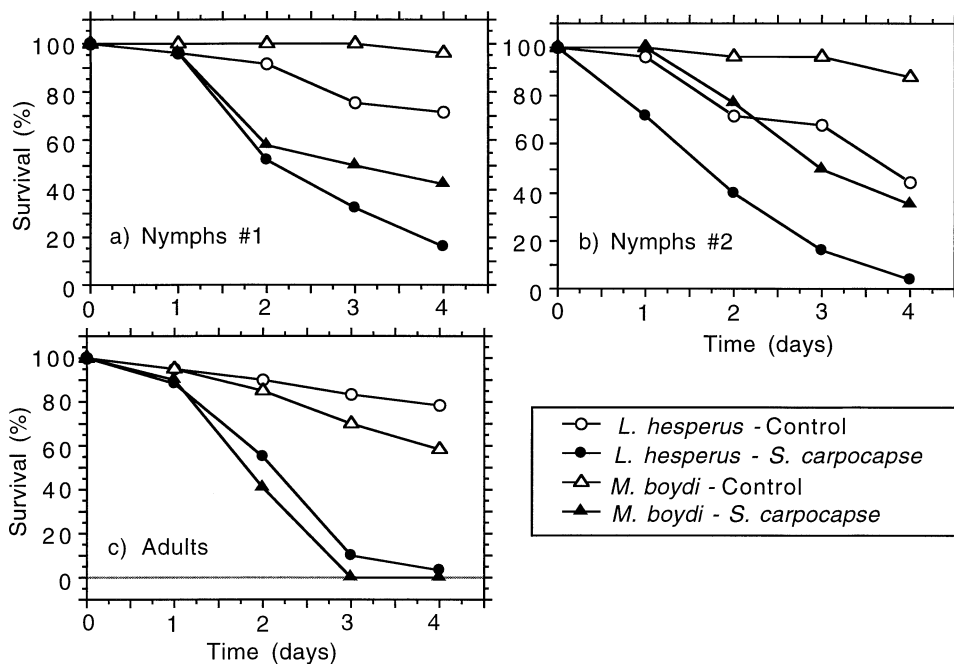 100
80
60
40
20
0
Survival (%)
a) Nymphs #1
0 1 2 3 4
100
80
60
40
20
0
b) Nymphs #2
0 1 2 3 4
Time (days)
100
80
60
40
20
0
Survival (%)
c) Adults
0 1 2 3 4
Time (days)
L. hesperus - Control
L. hesperus - S. carpocapse
M. boydi - Control
M. boydi - S. carpocapse